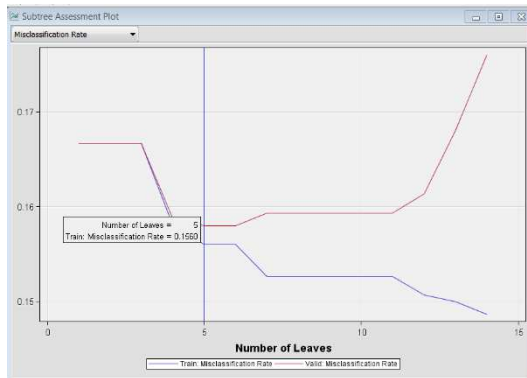 Subtree Assessment Plot
Misclassification Rate
0.17
0.16
0.15
Number of Leaves = 5
Train: Misclassification Rate = 0.1560
0 5 10 15
Number of Leaves
Train: Misclassification Rate Valid: Misclassification Rate